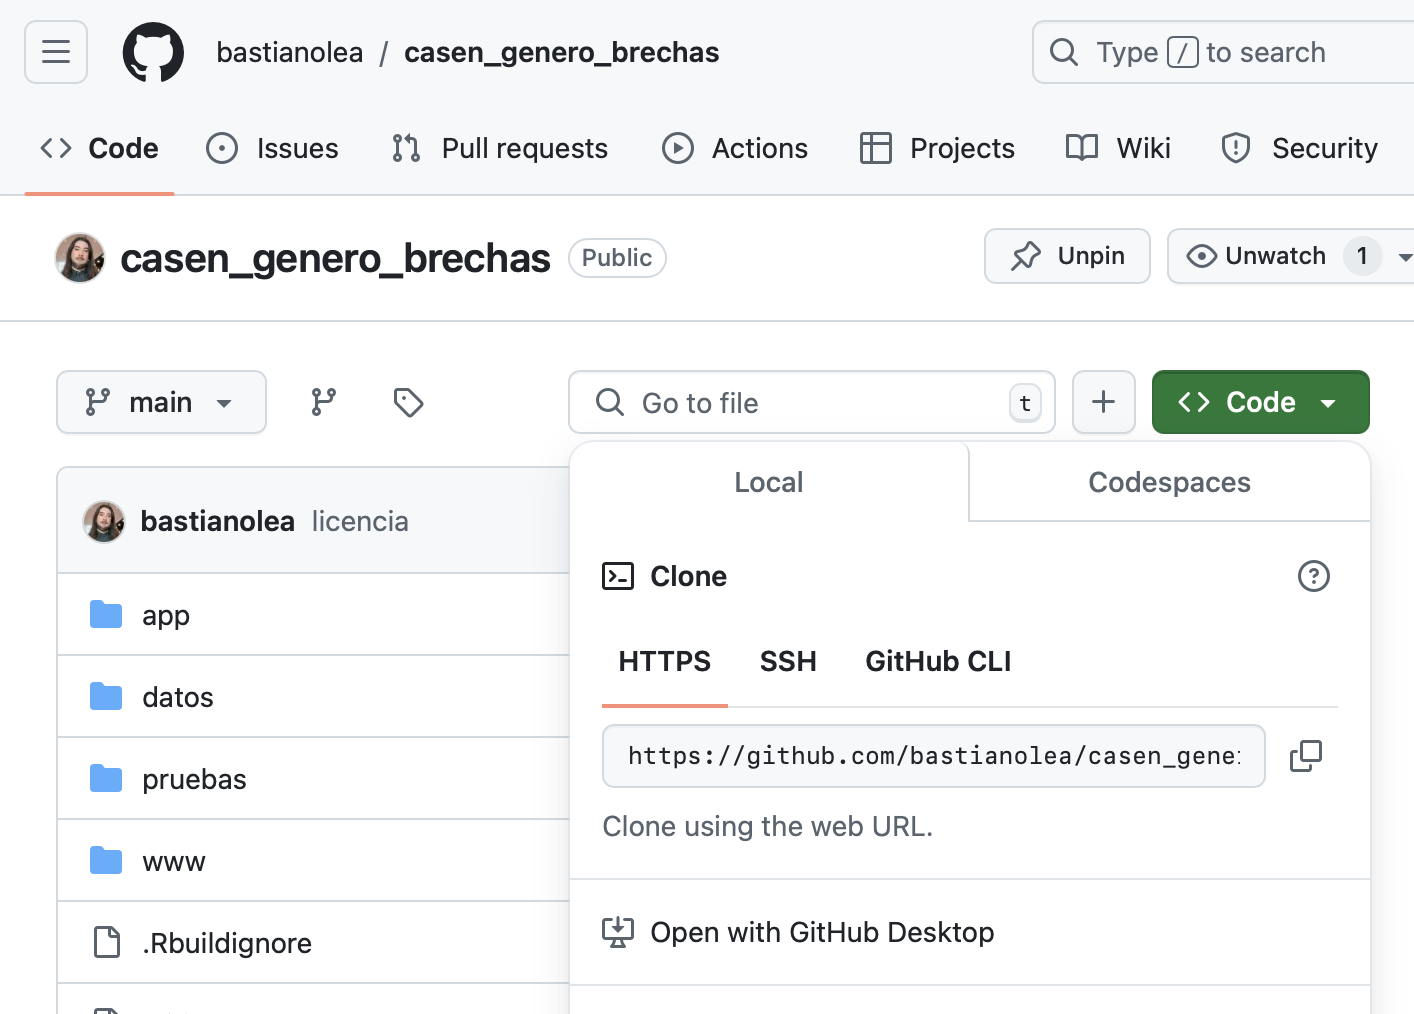 bastianolea / casen_genero_brechas
Type / to search
Code Issues Pull requests Actions Projects Wiki Security
casen_genero_brechas Public
Unpin Unwatch 1
main
Go to file t
Code
Local Codespaces
bastianolea licencia
Clone
app
HTTPS SSH GitHub CLI
datos
https://github.com/bastianolea/casen_gene
pruebas
Clone using the web URL.
www
Open with GitHub Desktop
.Rbuildignore